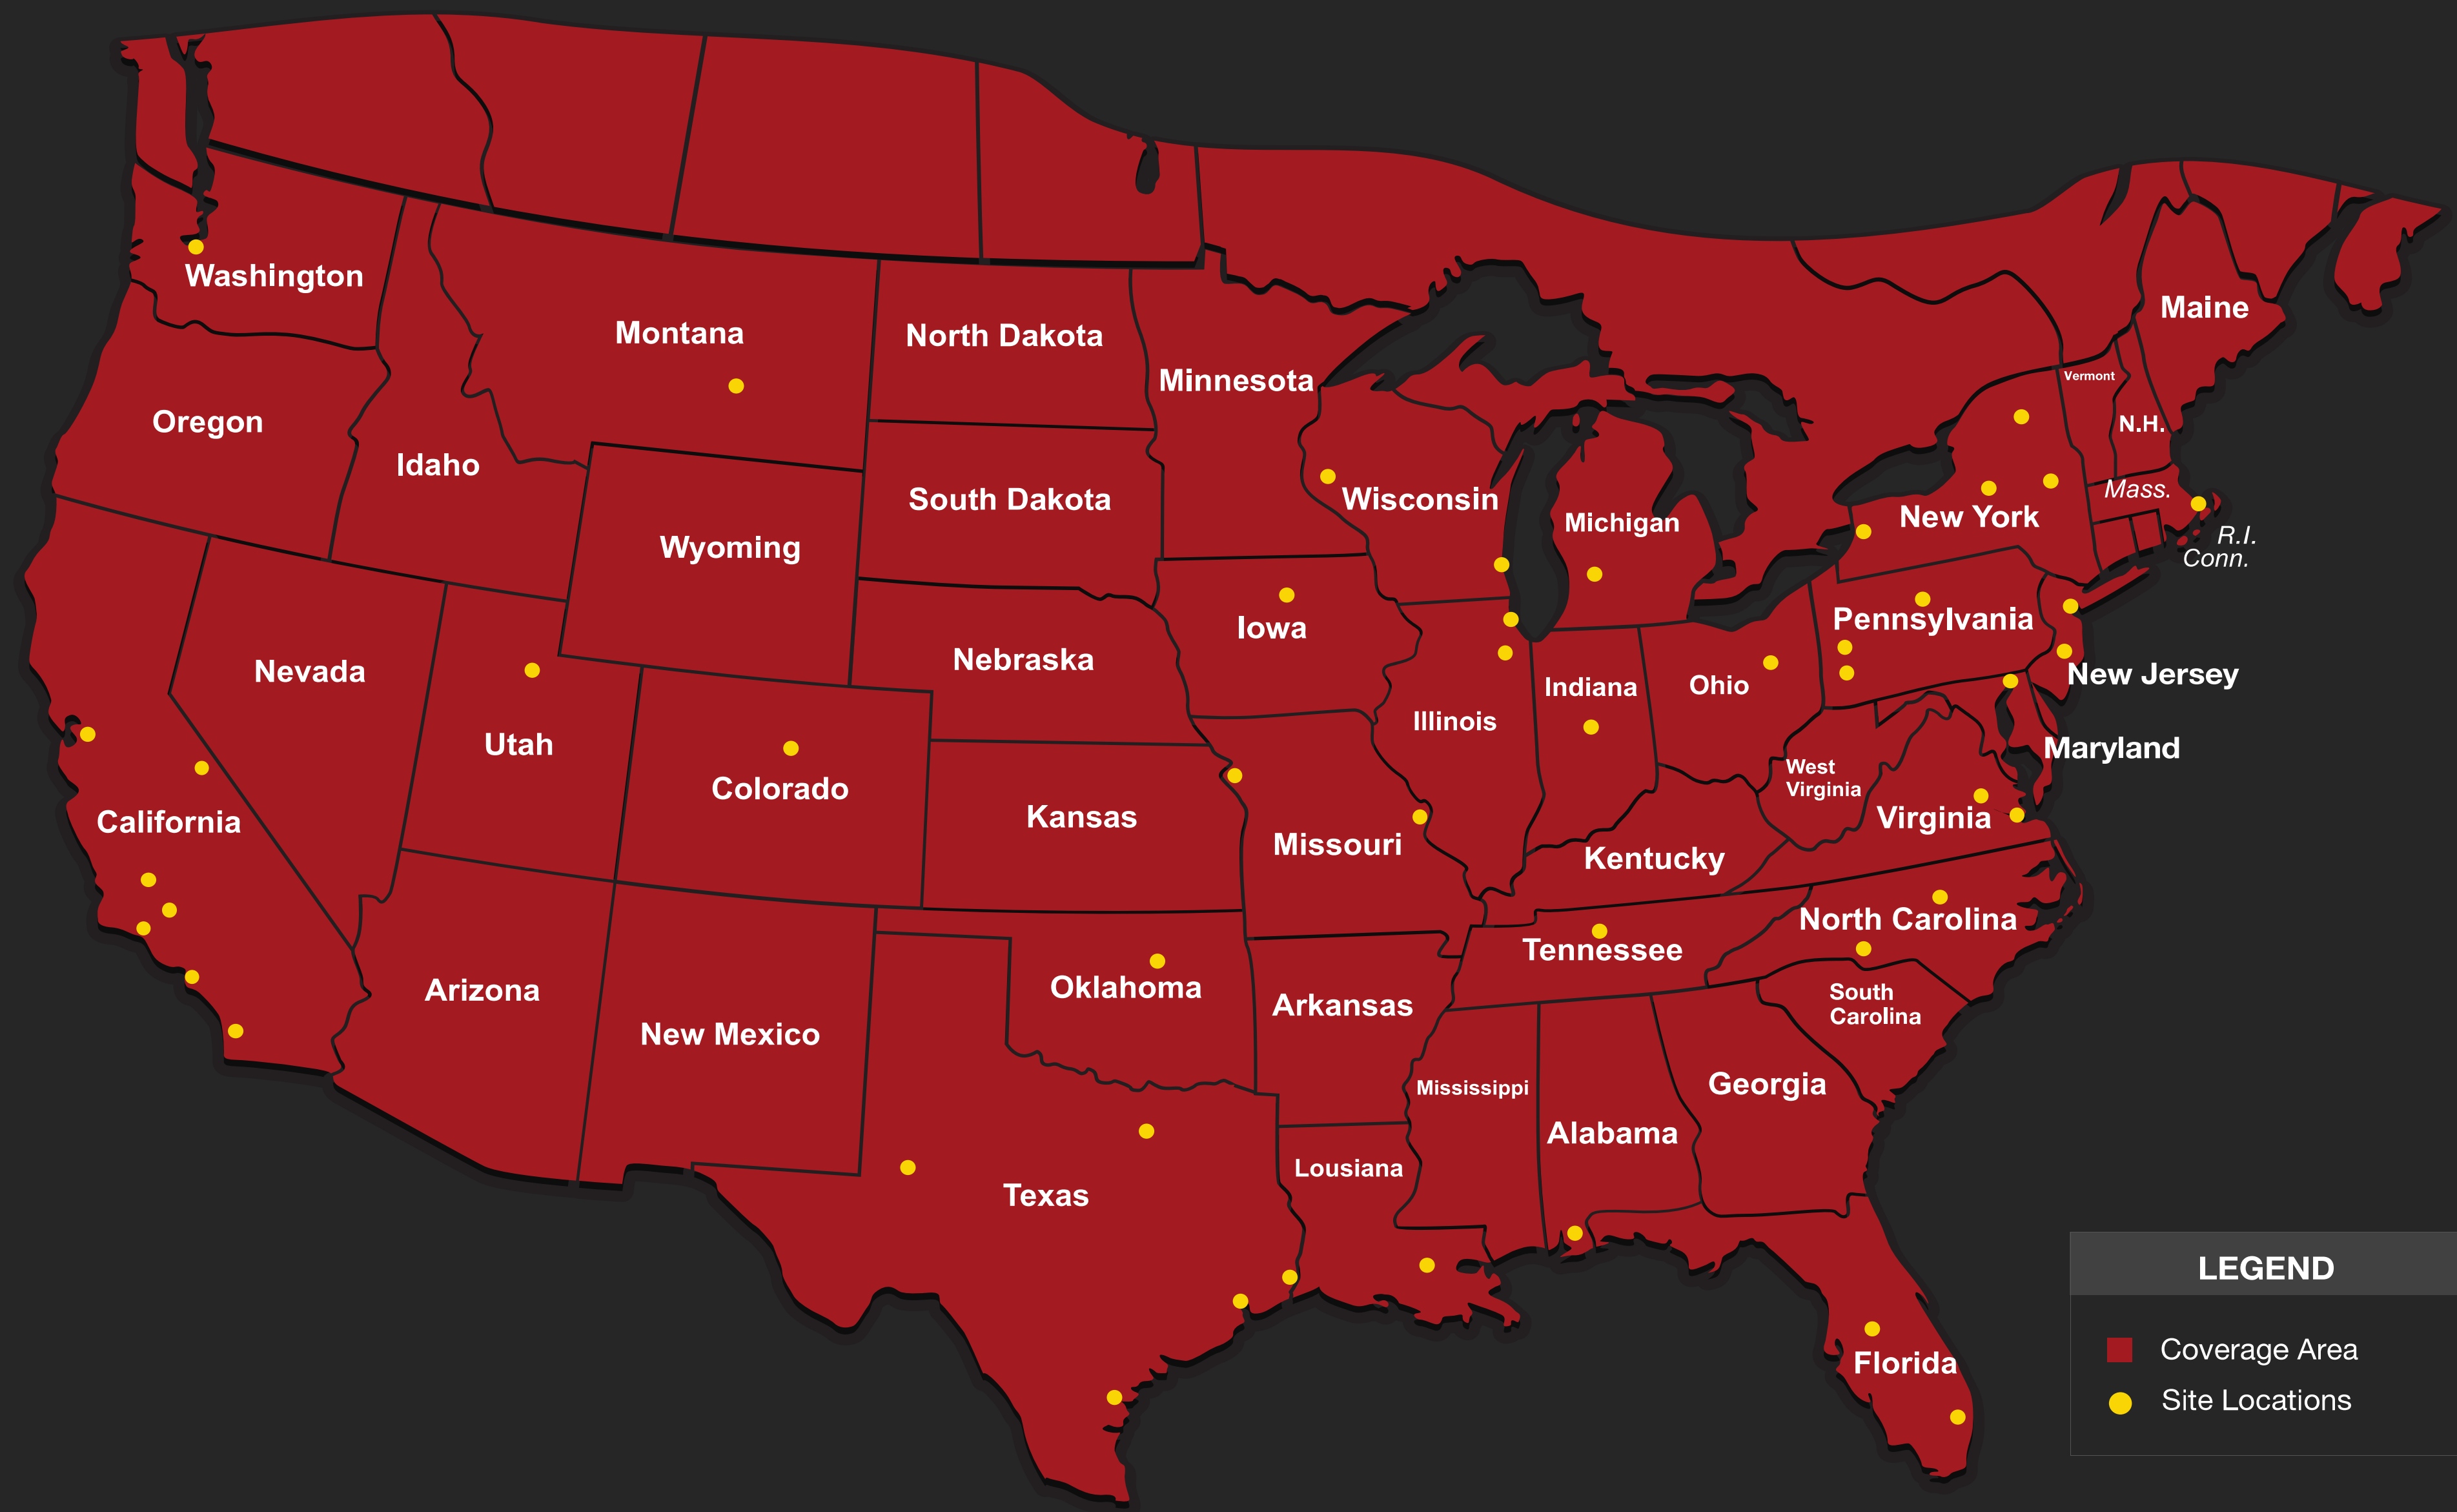 Washington
Montana
North Dakota
Minnesota
Maine
Vermont
N.H.
Oregon
Idaho
South Dakota
Wisconsin
Michigan
Mass.
New York
R.I.
Conn.
Wyoming
Iowa
Pennsylvania
Nevada
Nebraska
Indiana
Ohio
New Jersey
Utah
Illinois
Maryland
Colorado
West
Virginia
California
Kansas
Missouri
Virginia
Kentucky
North Carolina
Tennessee
Arizona
Oklahoma
Arkansas
South
Carolina
New Mexico
Mississippi
Georgia
Alabama
Lousiana
Texas
Florida
LEGEND
Coverage Area
Site Locations